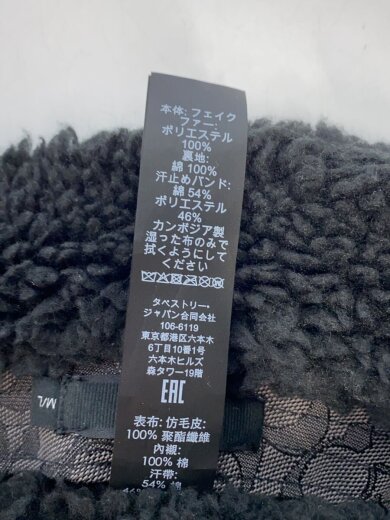 本体: フェイク
ファー:
ポリエステル
100%
裏地:
綿 100%
汗止めバンド:
綿 54%
ポリエステル
46%
カンボジア製
湿った布のみで
拭くようにして
ください
タペストリー・
ジャパン合同会社
106-6119
東京都港区六本木
6丁目10番1号
六本木ヒルズ
森タワー19階
EAC
M/L
表布: 仿毛皮:
100% 聚酯纖維
內襯:
100% 棉
汗帶:
54% 棉